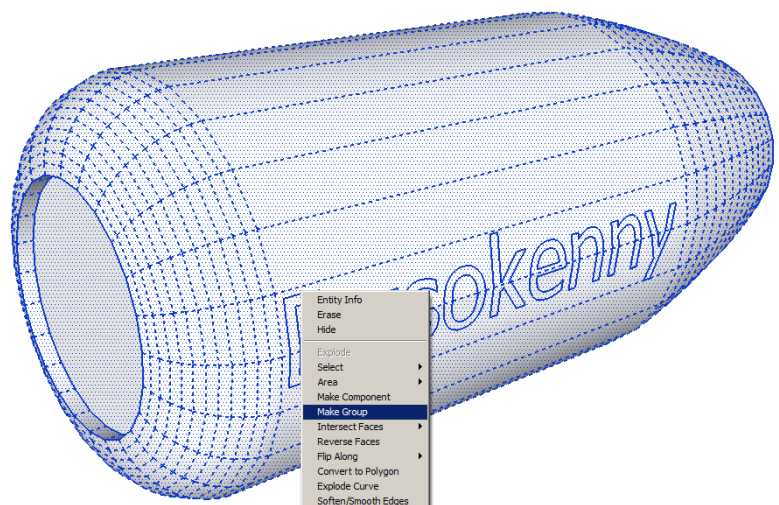 sokenny
Entity Info
Erase
Hide
Explode
Select
Area
Make Component
Make Group
Intersect Faces
Reverse Faces
Flip Along
Convert to Polygon
Explode Curve
Soften/Smooth Edges